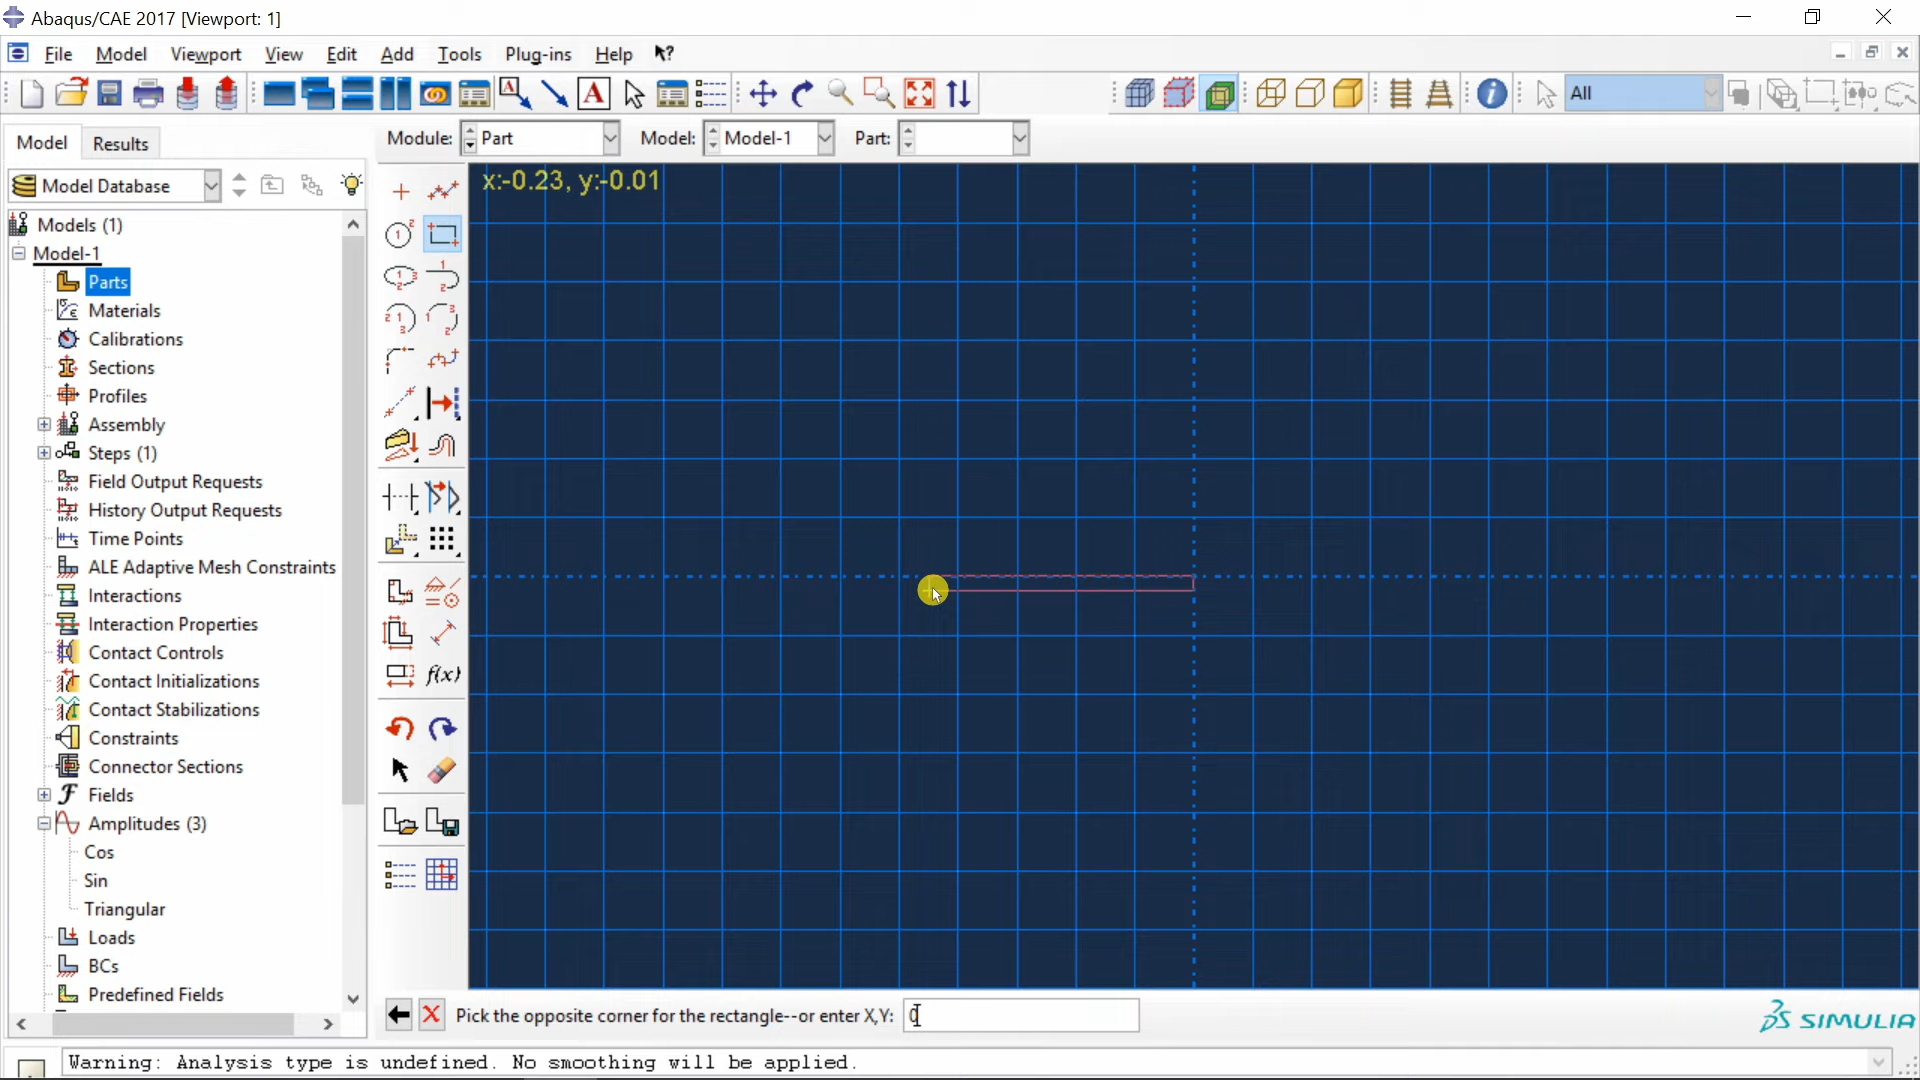 Abaqus/CAE 2017 [Viewport: 1]
File Model Viewport View Edit Add Tools Plug-ins Help
All
Model Results
Module: Part Model: Model-1 Part:
Model Database
x:-0.23, y:-0.01
Models (1)
Model-1
Parts
Materials
Calibrations
Sections
Profiles
Assembly
Steps (1)
Field Output Requests
History Output Requests
Time Points
ALE Adaptive Mesh Constraints
Interactions
Interaction Properties
Contact Controls
Contact Initializations
Contact Stabilizations
Constraints
Connector Sections
Fields
Amplitudes (3)
Cos
Sin
Triangular
Loads
BCs
Predefined Fields
f(x)
Pick the opposite corner for the rectangle--or enter X,Y: 0
SIMULIA
Warning: Analysis type is undefined. No smoothing will be applied.